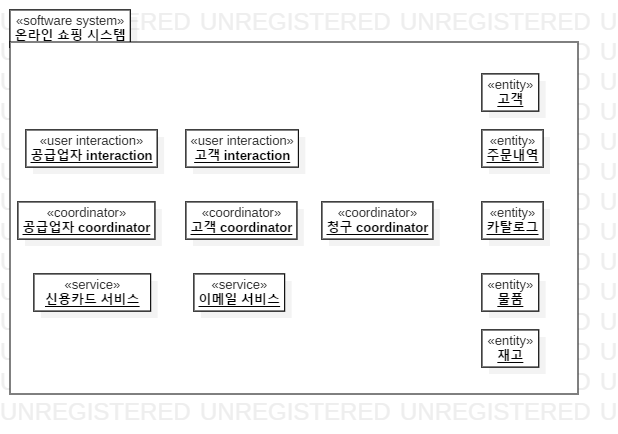 UNREGISTERED UNREGISTERED UNREGISTERED U
«software system»
온라인 쇼핑 시스템
«entity»
고객
«user interaction»
공급업자 interaction
«user interaction»
고객 interaction
«entity»
주문내역
«coordinator»
공급업자 coordinator
«coordinator»
고객 coordinator
«coordinator»
청구 coordinator
«entity»
카탈로그
«service»
신용카드 서비스
«service»
이메일 서비스
«entity»
물품
«entity»
재고
UNREGISTERED UNREGISTERED UNREGISTERED U